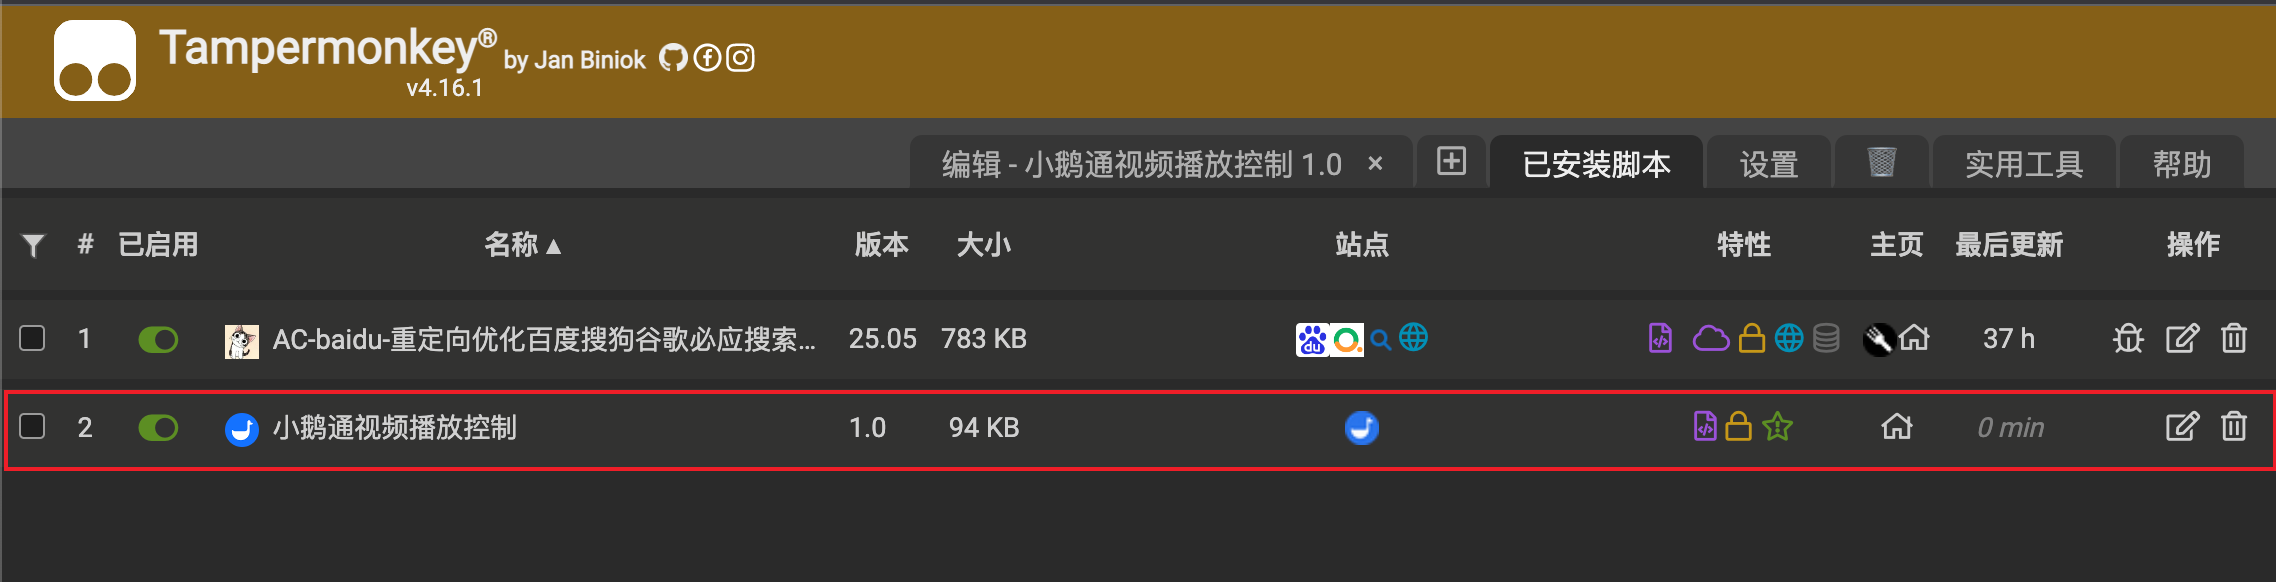 Tampermonkey® by Jan Biniok
v4.16.1
编辑 - 小鹅通视频播放控制 1.0 × 已安装脚本 设置 实用工具 帮助
# 已启用 名称 ▲ 版本 大小 站点 特性 主页 最后更新 操作
1 AC-baidu-重定向优化百度搜狗谷歌必应搜索... 25.05 783 KB du 37 h
2 小鹅通视频播放控制 1.0 94 KB 0 min